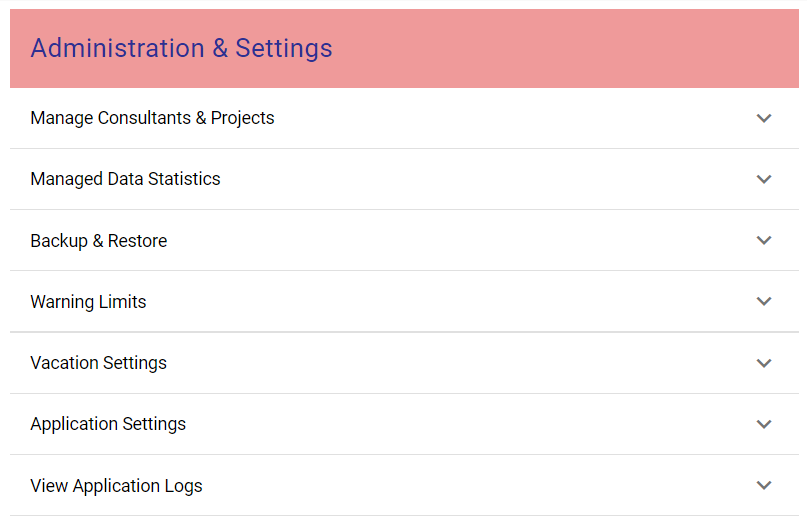 Administration & Settings
Manage Consultants & Projects
Managed Data Statistics
Backup & Restore
Warning Limits
Vacation Settings
Application Settings
View Application Logs